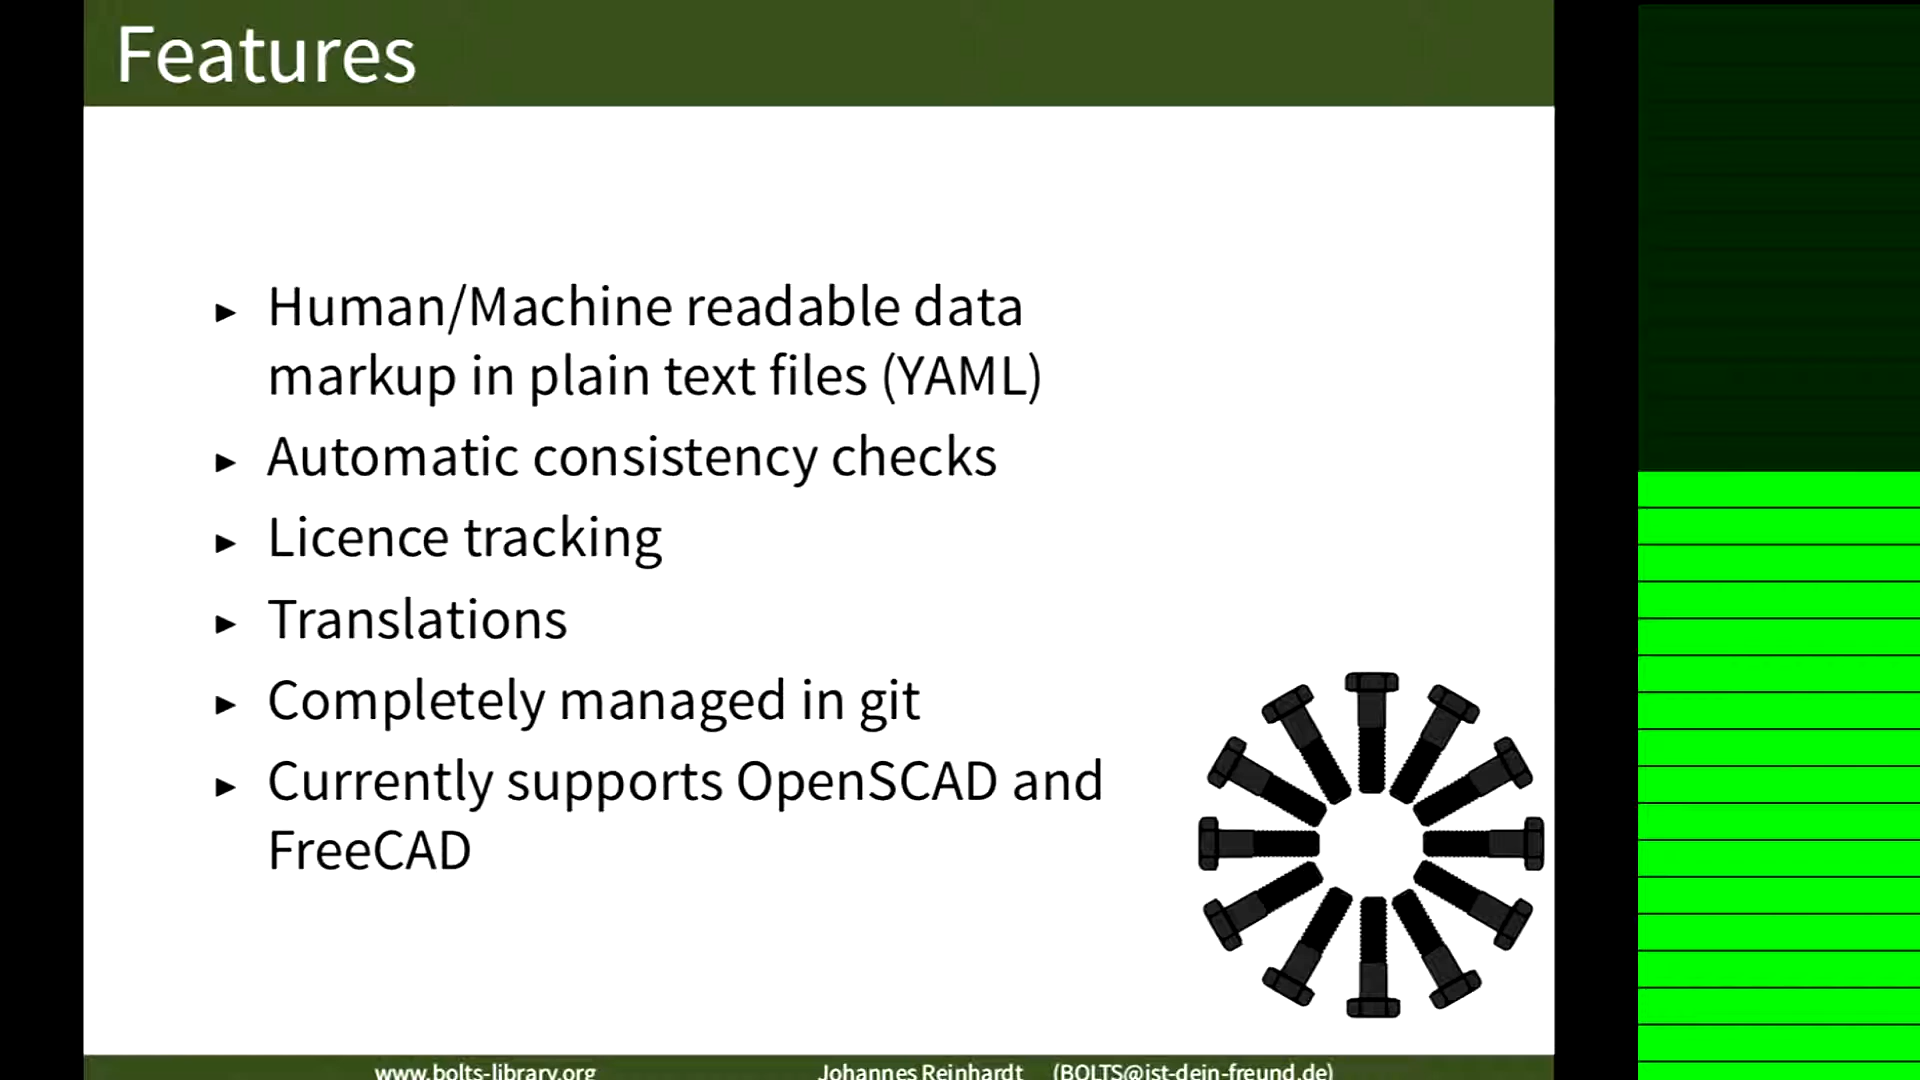 Features
► Human/Machine readable data
markup in plain text files (YAML)
► Automatic consistency checks
► Licence tracking
► Translations
► Completely managed in git
► Currently supports OpenSCAD and
FreeCAD
www.bolts-library.org Johannes Reinhardt (BOLTS@ist-dein-freund.de)